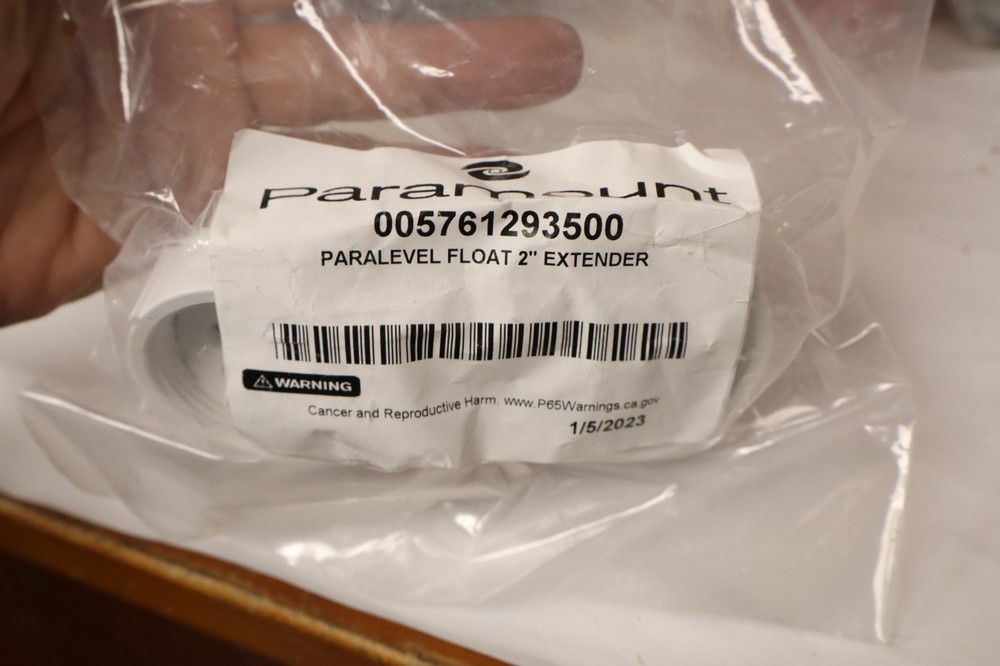 Paramount
005761293500
PARALEVEL FLOAT 2" EXTENDER
WARNING
Cancer and Reproductive Harm. www.P65Warnings.ca.gov
1/5/2023